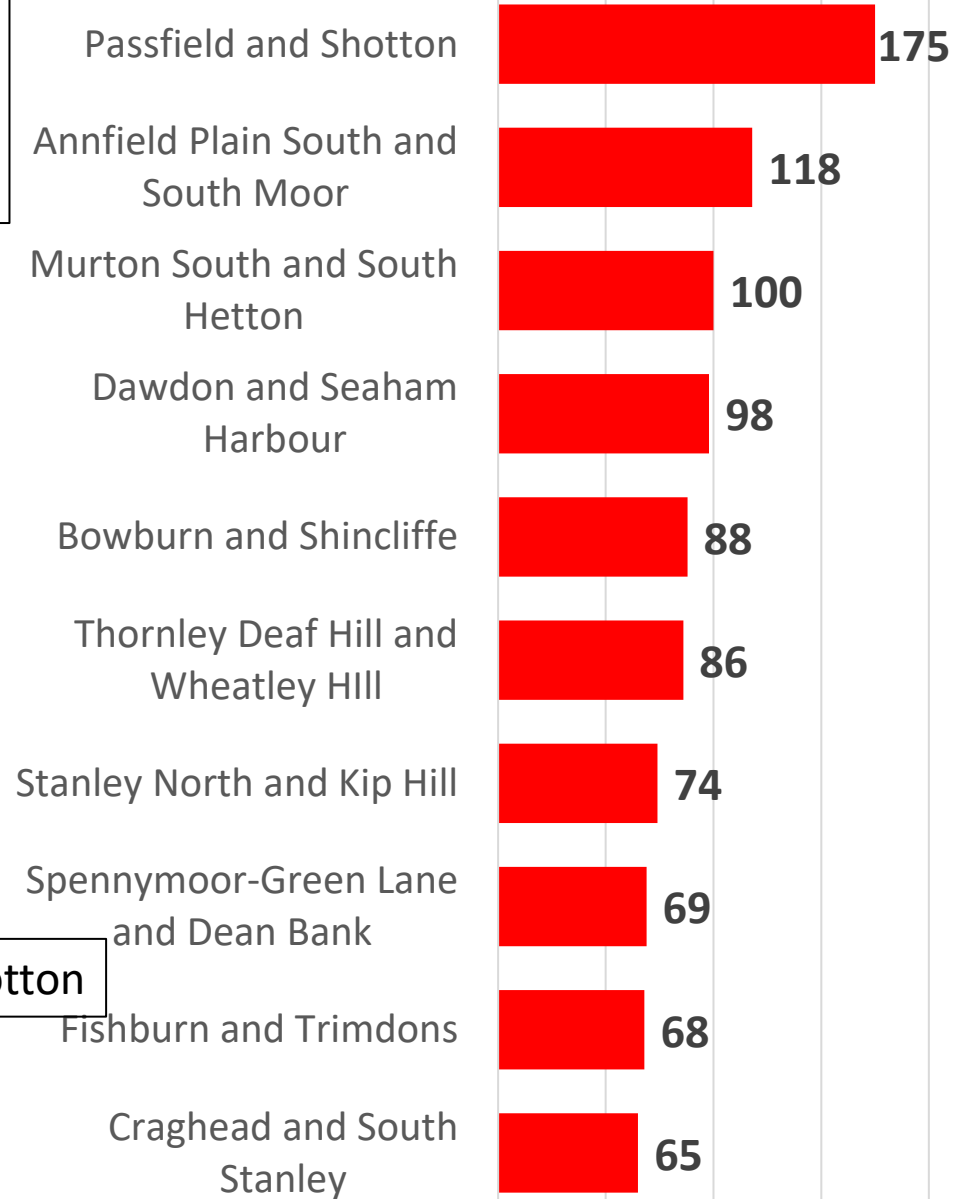 Passfield and Shotton
175
Annfield Plain South and
South Moor
118
Murton South and South
Hetton
100
Dawdon and Seaham
Harbour
98
Bowburn and Shincliffe
88
Thornley Deaf Hill and
Wheatley HIll
86
Stanley North and Kip Hill
74
Spennymoor-Green Lane
and Dean Bank
69
otton
Fishburn and Trimdons
68
Craghead and South
Stanley
65